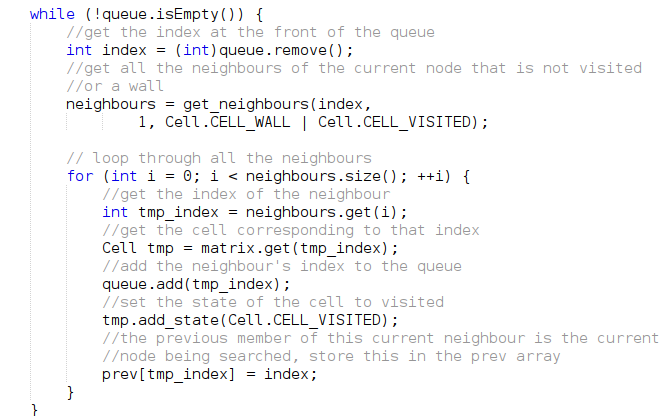 while (!queue.isEmpty()) {
//get the index at the front of the queue
int index = (int)queue.remove();
//get all the neighbours of the current node that is not visited
//or a wall
neighbours = get_neighbours(index,
1, Cell.CELL_WALL | Cell.CELL_VISITED);
// loop through all the neighbours
for (int i = 0; i < neighbours.size(); ++i) {
//get the index of the neighbour
int tmp_index = neighbours.get(i);
//get the cell corresponding to that index
Cell tmp = matrix.get(tmp_index);
//add the neighbour's index to the queue
queue.add(tmp_index);
//set the state of the cell to visited
tmp.add_state(Cell.CELL_VISITED);
//the previous member of this current neighbour is the current
//node being searched, store this in the prev array
prev[tmp_index] = index;
}
}